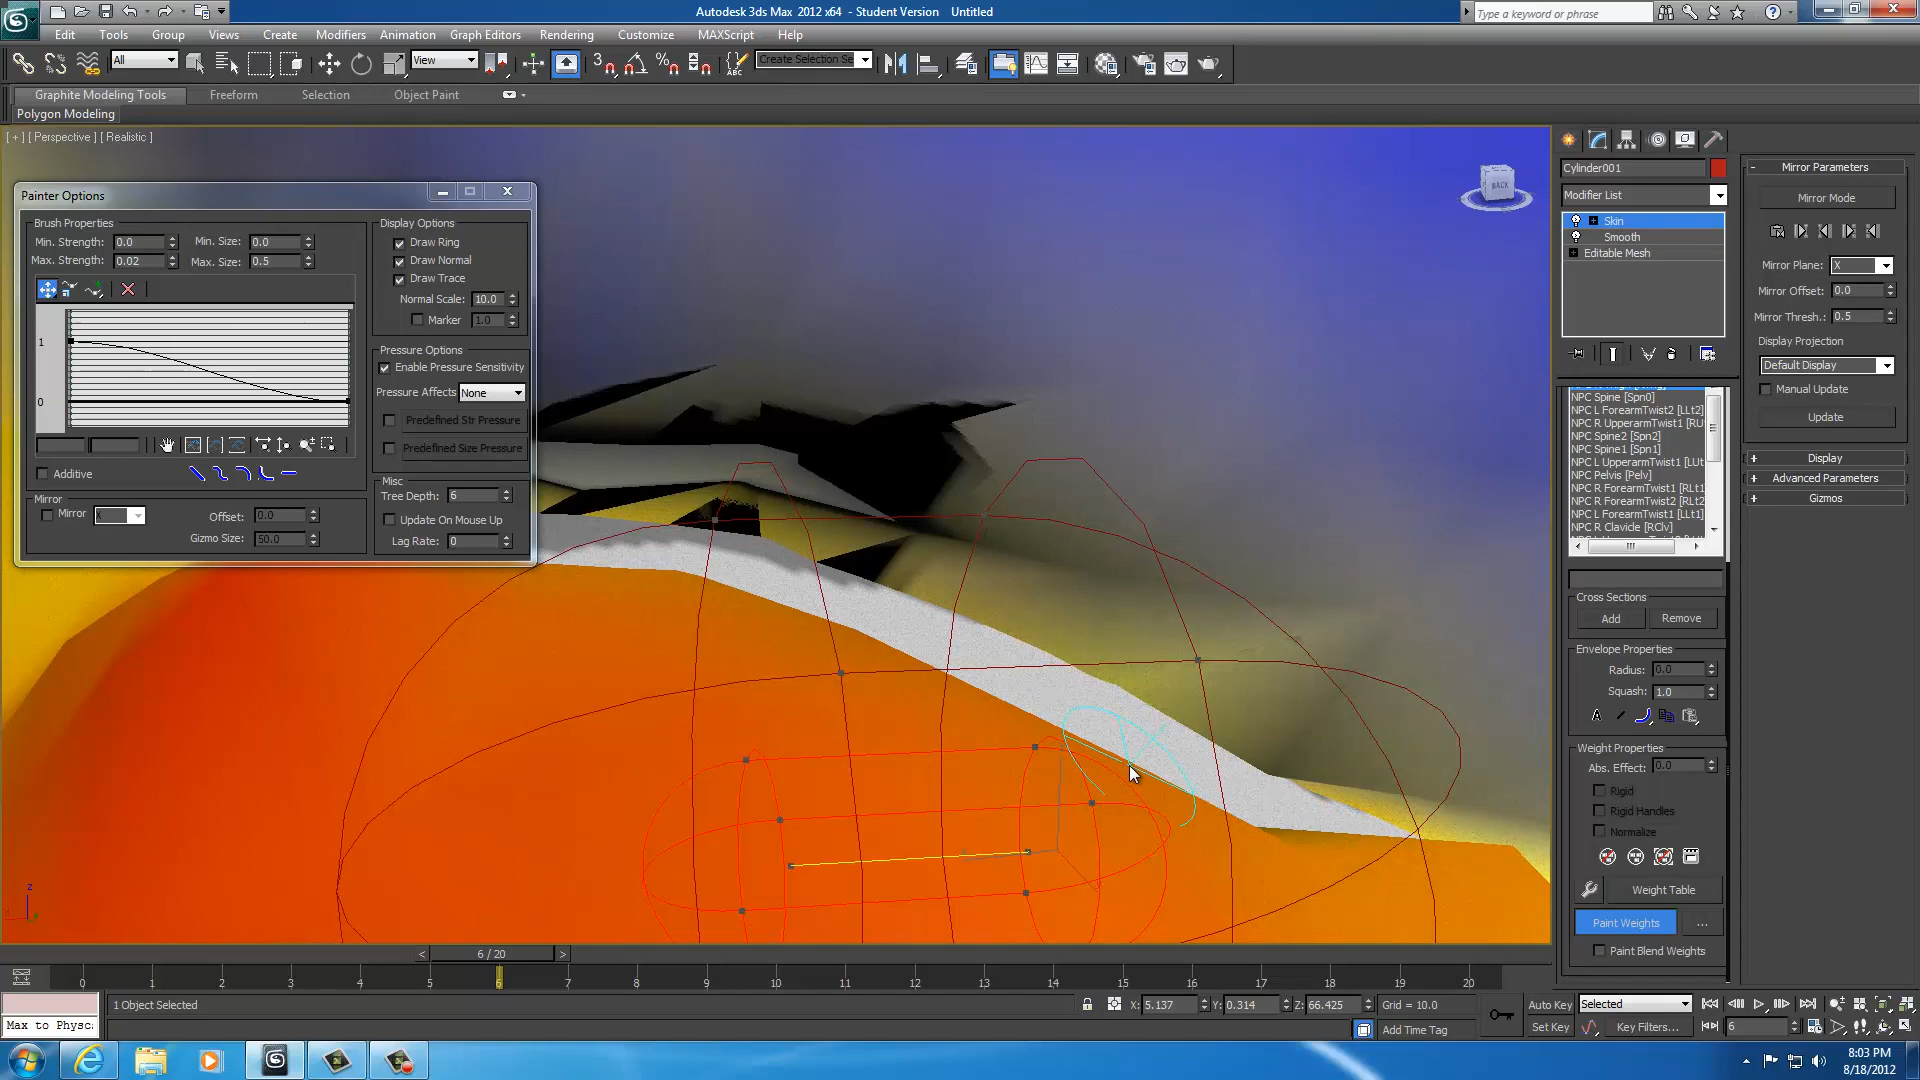 Autodesk 3ds Max 2012 x64 - Student Version Untitled
Type a keyword or phrase
Edit Tools Group Views Create Modifiers Animation Graph Editors Rendering Customize MAXScript Help
All
View
3
Create Selection Se
Graphite Modeling Tools Freeform Selection Object Paint
Polygon Modeling
[ + ] [ Perspective ] [ Realistic ]
BACK
Painter Options
Brush Properties
Min. Strength: 0.0 Min. Size: 0.0
Max. Strength: 0.02 Max. Size: 0.5
1
0
Additive
Mirror
Mirror X Offset: 0.0
Gizmo Size: 50.0
Display Options
Draw Ring
Draw Normal
Draw Trace
Normal Scale: 10.0
Marker 1.0
Pressure Options
Enable Pressure Sensitivity
Pressure Affects None
Predefined Str Pressure
Predefined Size Pressure
Misc
Tree Depth: 6
Update On Mouse Up
Lag Rate: 0
Cylinder001
Modifier List
Skin
Smooth
Editable Mesh
NPC Spine [Spn0]
NPC L ForearmTwist2 [LLt2]
NPC R UpperarmTwist1 [RU
NPC Spine2 [Spn2]
NPC Spine1 [Spn1]
NPC L UpperarmTwist1 [LUt
NPC Pelvis [Pelv]
NPC R ForearmTwist1 [RLt1
NPC R ForearmTwist2 [RLt2
NPC L ForearmTwist1 [LLt1]
NPC R Clavicle [RClv]
Cross Sections
Add Remove
Envelope Properties
Radius: 0.0
Squash: 1.0
A
Weight Properties
Abs. Effect: 0.0
Rigid
Rigid Handles
Normalize
Weight Table
Paint Weights ...
Paint Blend Weights
Mirror Parameters
Mirror Mode
Mirror Plane: X
Mirror Offset: 0.0
Mirror Thresh.: 0.5
Display Projection
Default Display
Manual Update
Update
+ Display
+ Advanced Parameters
+ Gizmos
z
< 6 / 20 >
0 1 2 3 4 5 6 7 8 9 10 11 12 13 14 15 16 17 18 19 20
1 Object Selected
X: 5.137 Y: 0.314 Z: 66.425 Grid = 10.0
Auto Key Selected
Max to Physc:
Add Time Tag
Set Key Key Filters... 6
8:03 PM
8/18/2012